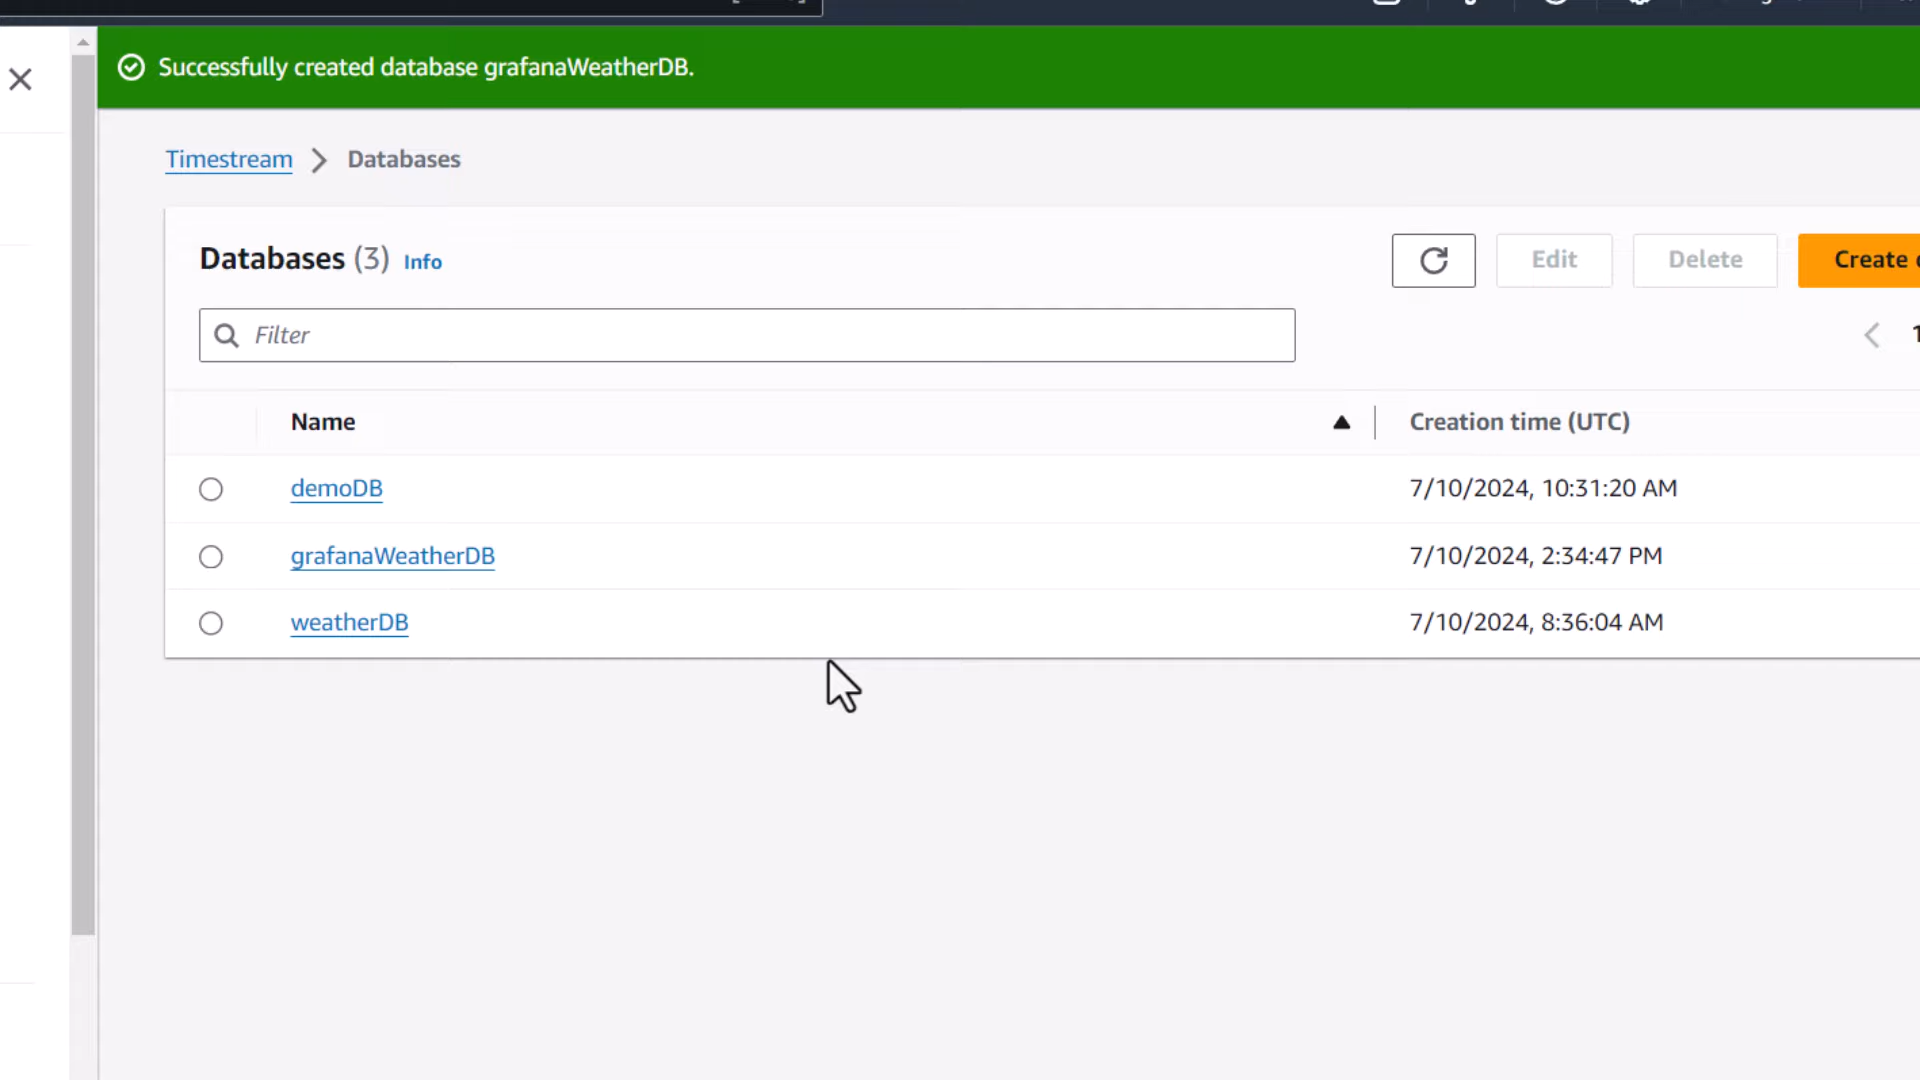 Successfully created database grafanaWeatherDB.
Timestream > Databases
Databases (3) Info
Edit
Delete
Create
Filter
1
Name
Creation time (UTC)
demoDB
7/10/2024, 10:31:20 AM
grafanaWeatherDB
7/10/2024, 2:34:47 PM
weatherDB
7/10/2024, 8:36:04 AM